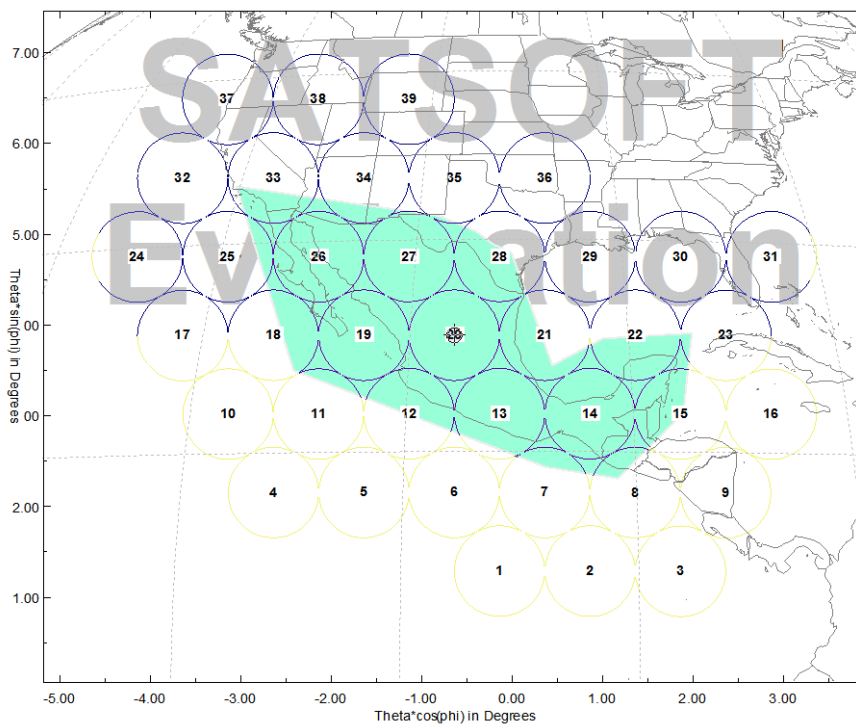 SATSOFT
Evaluation
7.00
37 38 39
6.00
32 33 34 35 36
5.00
24 25 26 27 28 29 30 31
17 18 19 21 22 23
10 11 12 13 14 15 16
2.00
4 5 6 7 8 9
1.00
1 2 3
Theta*sin(phi) in Degrees
-5.00 -4.00 -3.00 -2.00 -1.00 0.00 1.00 2.00 3.00
Theta*cos(phi) in Degrees